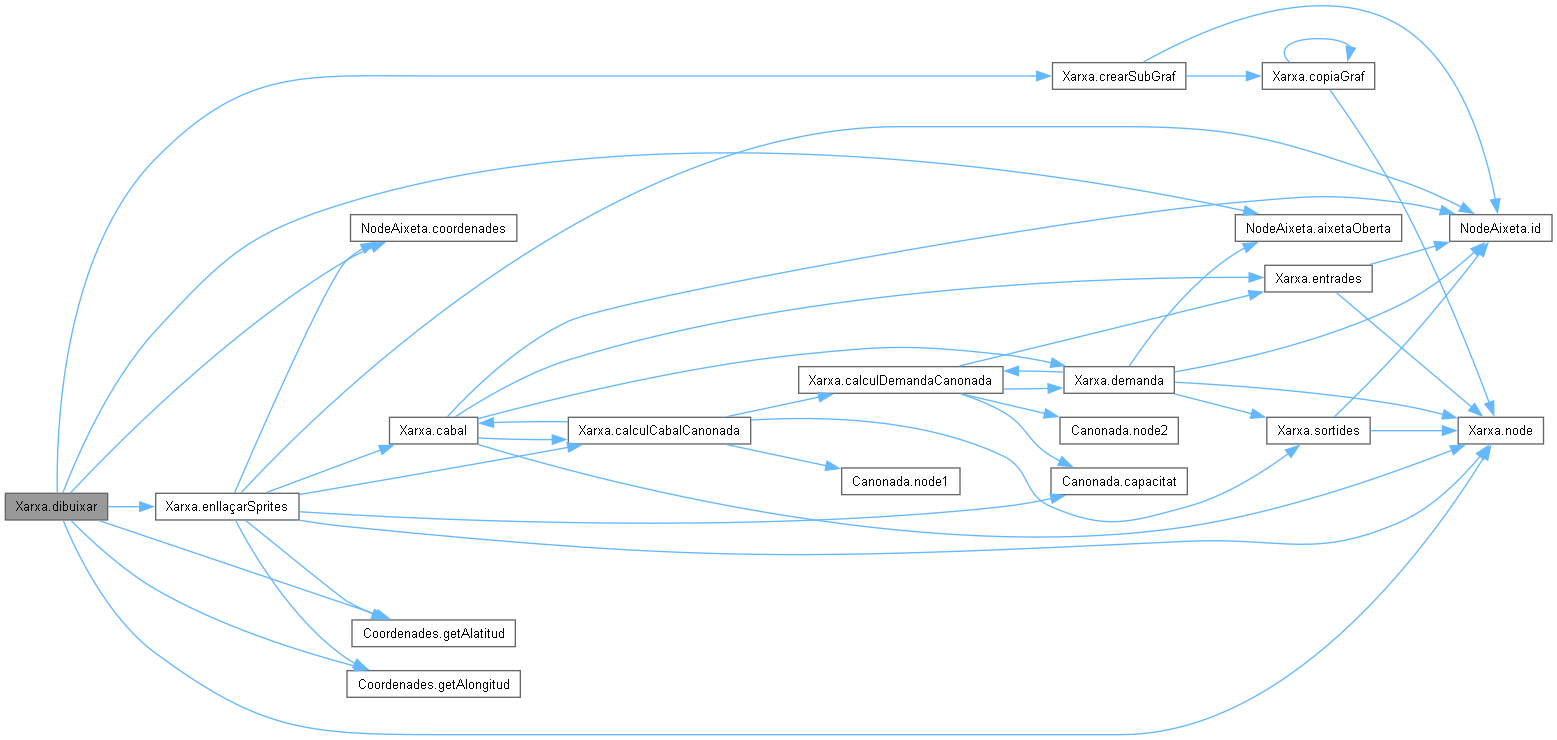 Xarxa.crearSubGraf
Xarxa.copiaGraf
NodeAixeta.coordenades
NodeAixeta.aixetaOberta
NodeAixeta.id
Xarxa.entrades
Xarxa.calculDemandaCanonada
Xarxa.demanda
Xarxa.cabal
Xarxa.calculCabalCanonada
Canonada.node2
Xarxa.sortides
Xarxa.node
Canonada.node1
Canonada.capacitat
Xarxa.dibuixar
Xarxa.enllaçarSprites
Coordenades.getAlatitud
Coordenades.getAlongitud